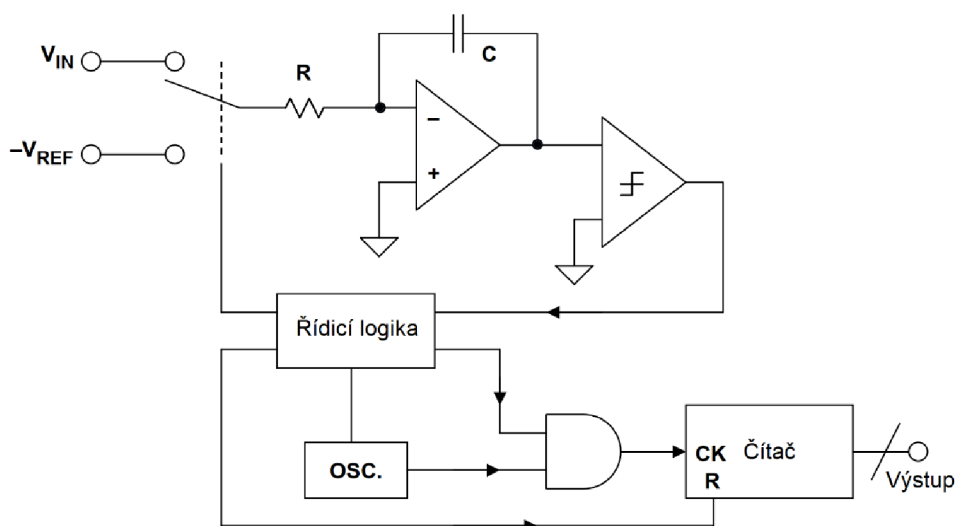 V_IN
R
C
−V_REF
−
+
Řídicí logika
OSC.
CK
Čítač
R
Výstup